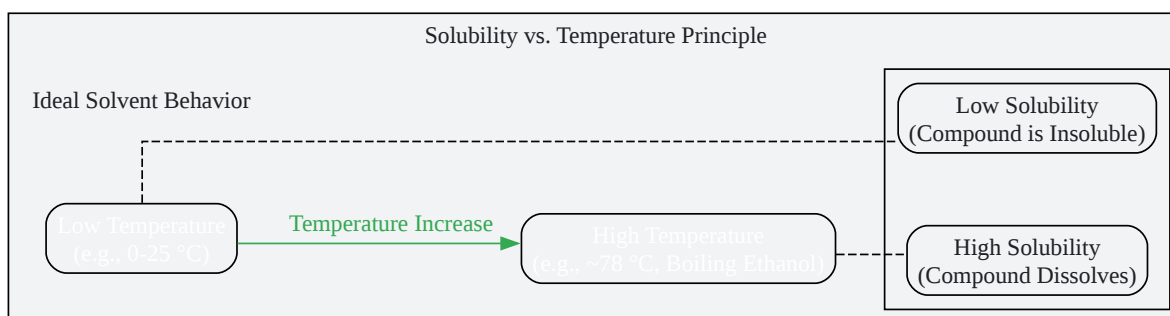 Solubility vs. Temperature Principle
Ideal Solvent Behavior
Low Solubility
(Compound is Insoluble)
Low Temperature
(e.g., 0-25 °C)
Temperature Increase
High Temperature
(e.g., ~78 °C, Boiling Ethanol)
High Solubility
(Compound Dissolves)